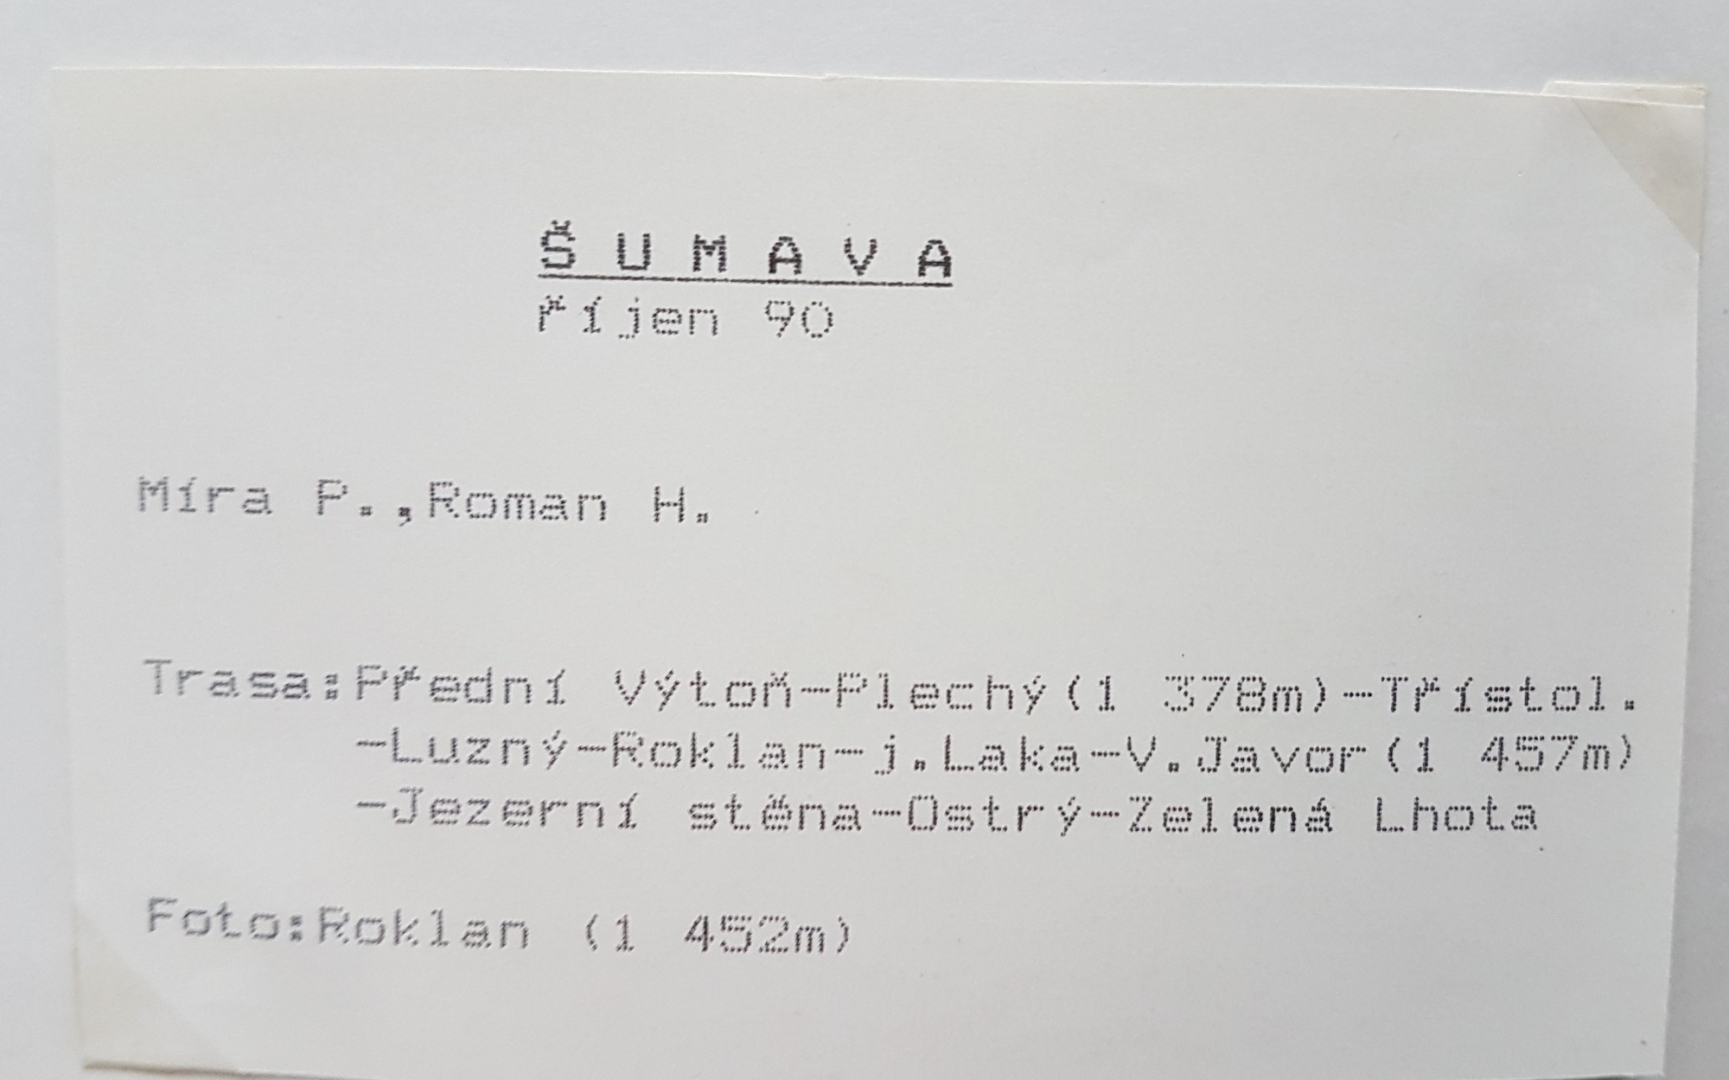 Š U M A V A
říjen 90
Míra P.,Roman H.
Trasa:Přední Výtoň-Plechý(1 378m)-Třístol.
-Luzný-Roklan-j.Laka-V.Javor(1 457m)
-Jezerní stěna-Ostrý-Zelená Lhota
Foto:Roklan (1 452m)